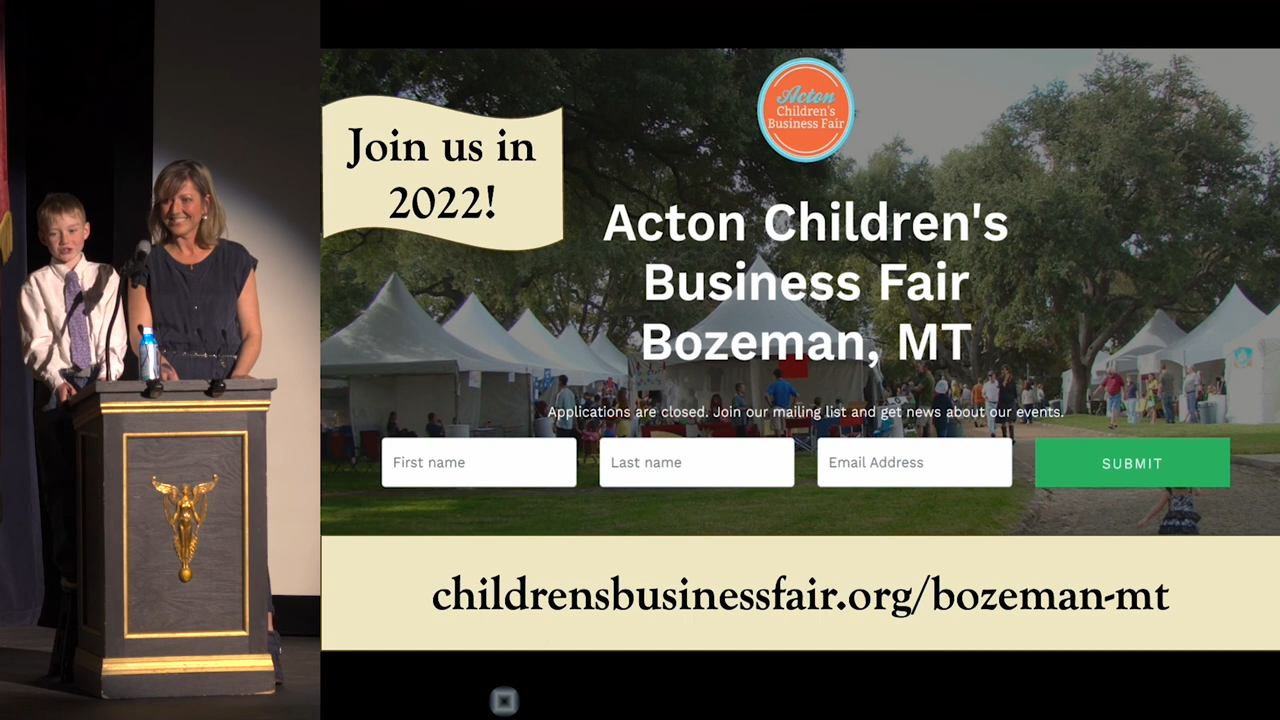 Join us in
2022!
Acton
Children's
Business Fair
Acton Children's
Business Fair
Bozeman, MT
Applications are closed. Join our mailing list and get news about our events.
First name
Last name
Email Address
SUBMIT
childrensbusinessfair.org/bozeman-mt